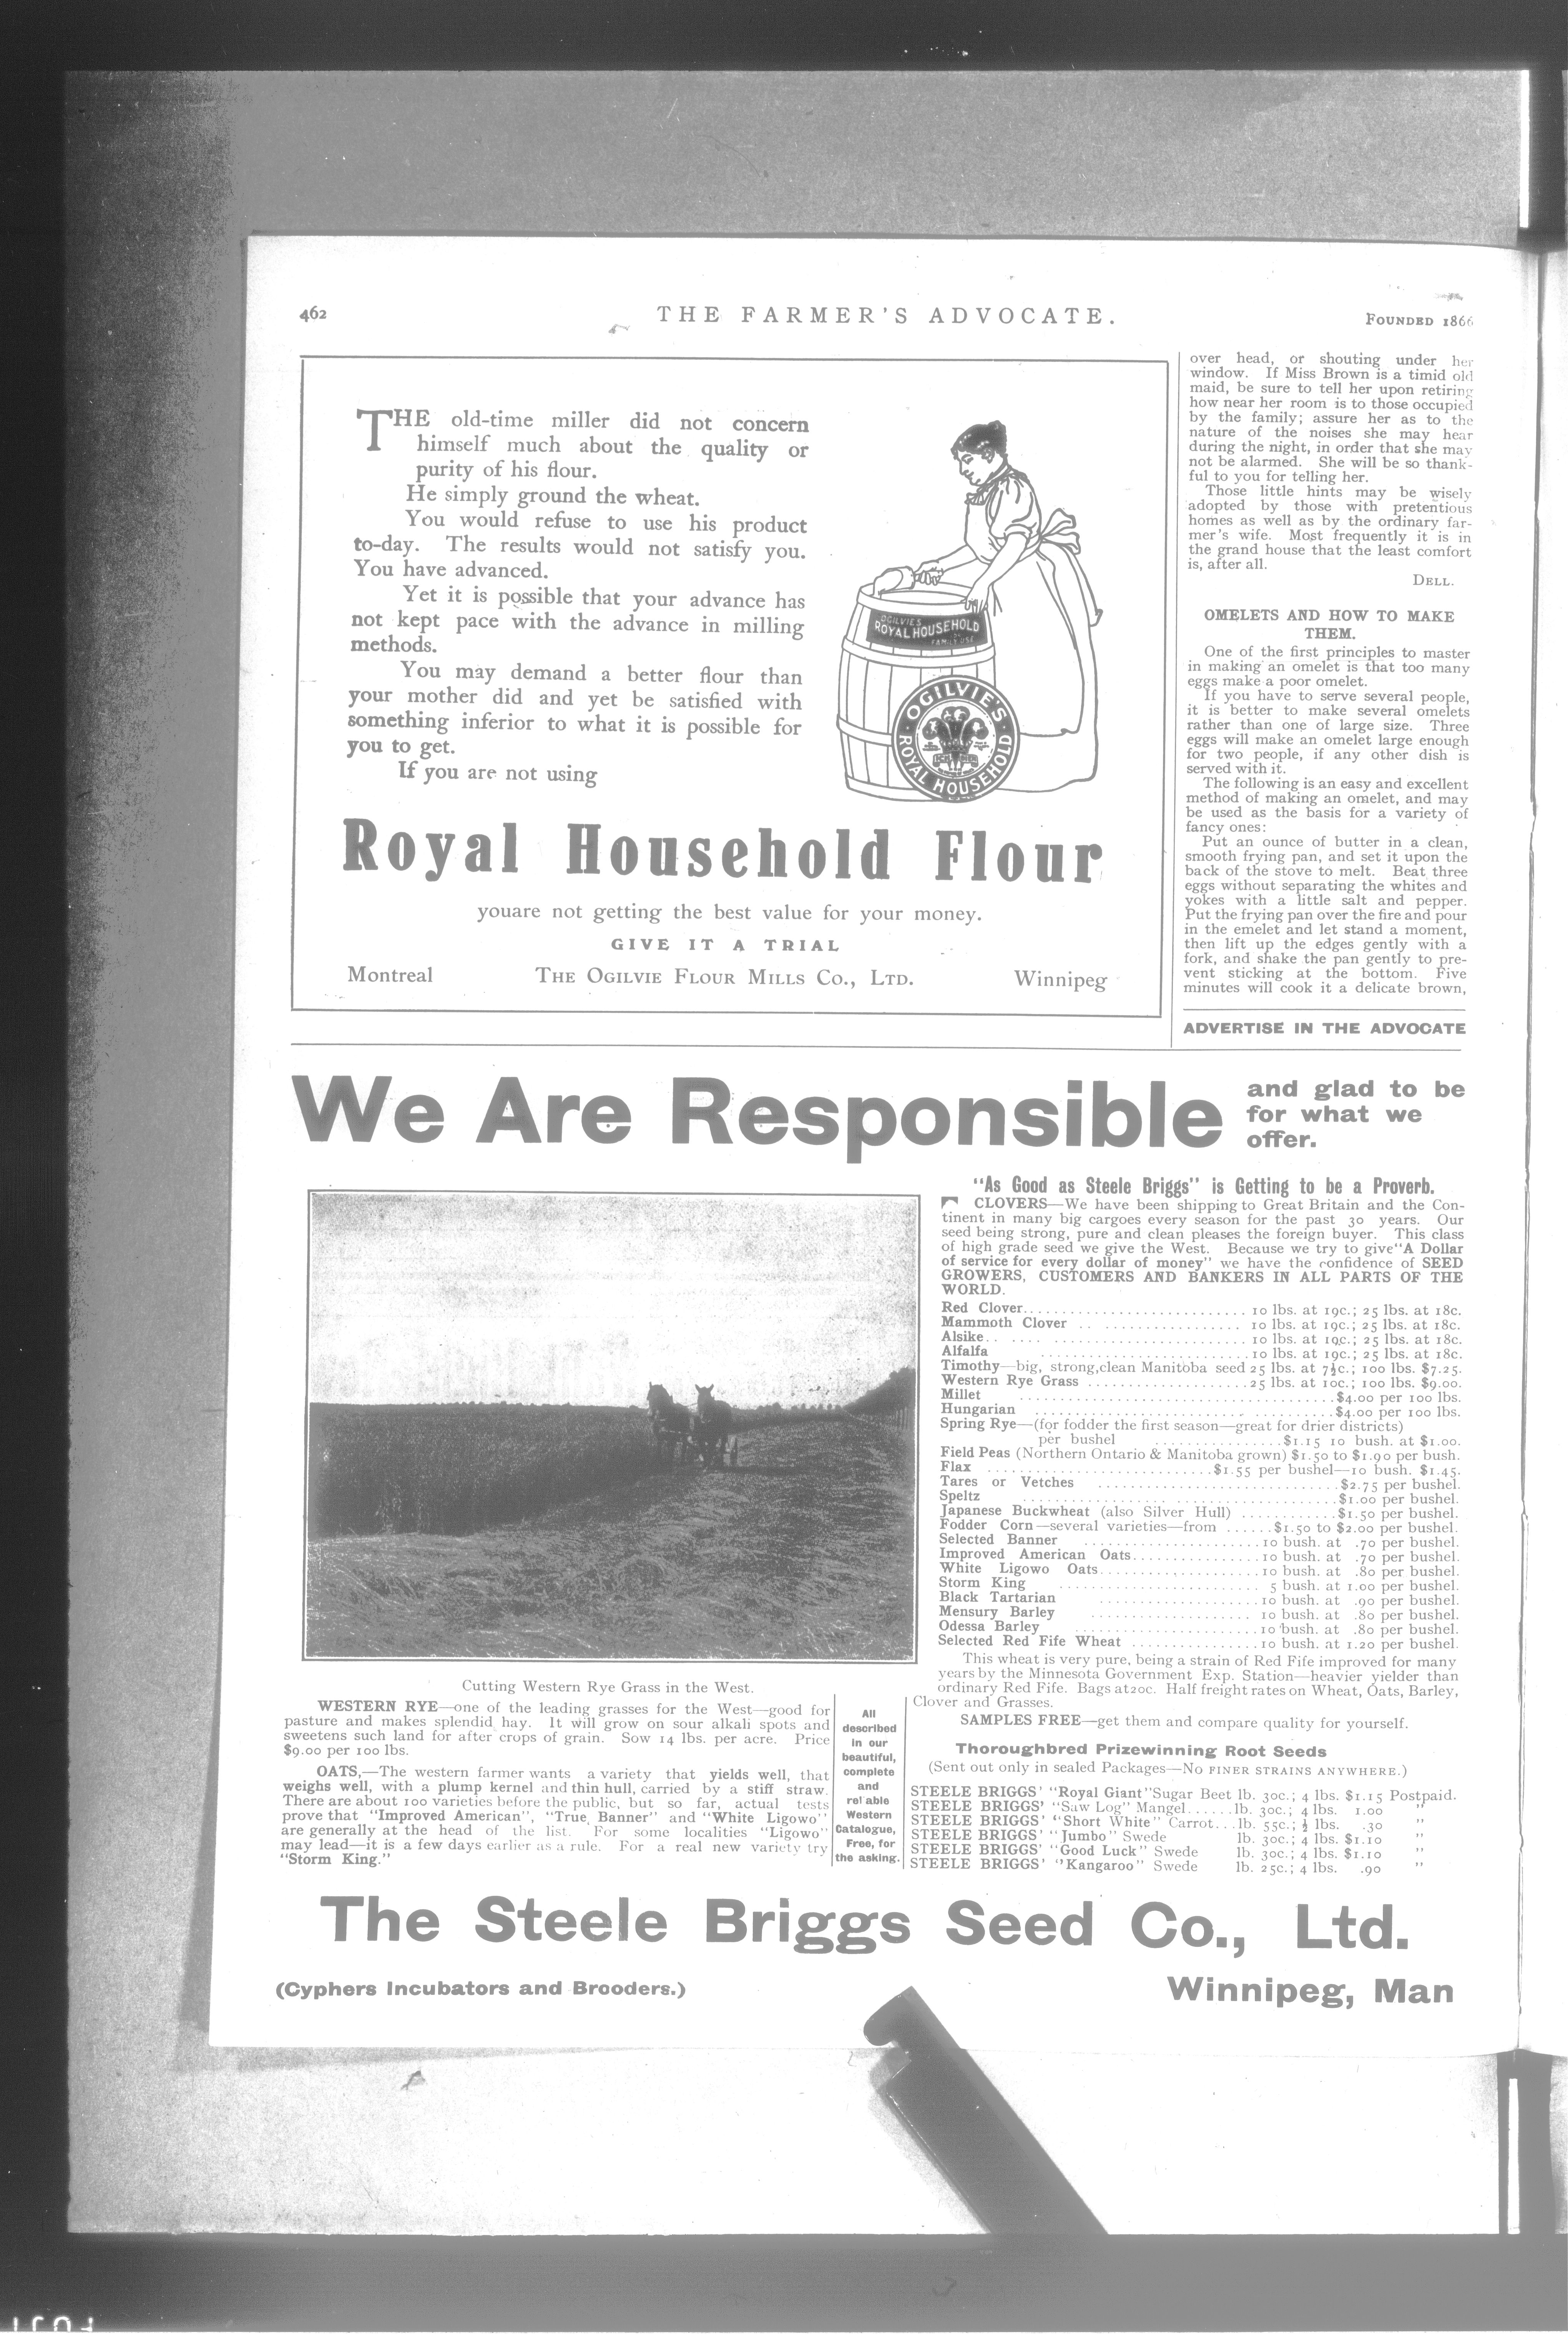 462
THE FARMER'S ADVOCATE.
FOUNDED 1866
THE old-time miller did not concern
himself much about the quality or
purity of his flour.
He simply ground the wheat.
You would refuse to use his product
to-day. The results would not satisfy you.
You have advanced.
Yet it is possible that your advance has
not kept pace with the advance in milling
methods.
You may demand a better flour than
your mother did and yet be satisfied with
something inferior to what it is possible for
you to get.
If you are not using
OGILVIE'S
ROYAL HOUSEHOLD
FAMILY USE
OGILVIE'S
ROYAL HOUSEHOLD
Royal Household Flour
youare not getting the best value for your money.
GIVE IT A TRIAL
Montreal THE OGILVIE FLOUR MILLS CO., LTD. Winnipeg
over head, or shouting under her
window. If Miss Brown is a timid old
maid, be sure to tell her upon retiring
how near her room is to those occupied
by the family; assure her as to the
nature of the noises she may hear
during the night, in order that she may
not be alarmed. She will be so thank-
ful to you for telling her.
Those little hints may be wisely
adopted by those with pretentious
homes as well as by the ordinary far-
mer's wife. Most frequently it is in
the grand house that the least comfort
is, after all.
DELL.
OMELETS AND HOW TO MAKE
THEM.
One of the first principles to master
in making an omelet is that too many
eggs make a poor omelet.
If you have to serve several people,
it is better to make several omelets
rather than one of large size. Three
eggs will make an omelet large enough
for two people, if any other dish is
served with it.
The following is an easy and excellent
method of making an omelet, and may
be used as the basis for a variety of
fancy ones:
Put an ounce of butter in a clean,
smooth frying pan, and set it upon the
back of the stove to melt. Beat three
eggs without separating the whites and
yokes with a little salt and pepper.
Put the frying pan over the fire and pour
in the emelet and let stand a moment,
then lift up the edges gently with a
fork, and shake the pan gently to pre-
vent sticking at the bottom. Five
minutes will cook it a delicate brown,
ADVERTISE IN THE ADVOCATE
We Are Responsible
and glad to be
for what we
offer.
Cutting Western Rye Grass in the West.
WESTERN RYE—one of the leading grasses for the West—good for
pasture and makes splendid hay. It will grow on sour alkali spots and
sweetens such land for after crops of grain. Sow 14 lbs. per acre. Price
$9.00 per 100 lbs.
OATS,—The western farmer wants a variety that yields well, that
weighs well, with a plump kernel and thin hull, carried by a stiff straw.
There are about 100 varieties before the public, but so far, actual tests
prove that "Improved American", "True Banner" and "White Ligowo"
are generally at the head of the list. For some localities "Ligowo"
may lead—it is a few days earlier as a rule. For a real new variety try
"Storm King."
All
described
in our
beautiful,
complete
and
rel able
Western
Catalogue,
Free, for
the asking.
"As Good as Steele Briggs" is Getting to be a Proverb.
CLOVERS—We have been shipping to Great Britain and the Con-
tinent in many big cargoes every season for the past 30 years. Our
seed being strong, pure and clean pleases the foreign buyer. This class
of high grade seed we give the West. Because we try to give"A Dollar
of service for every dollar of money" we have the confidence of SEED
GROWERS, CUSTOMERS AND BANKERS IN ALL PARTS OF THE
WORLD.
Red Clover............................ 10 lbs. at 19c.; 25 lbs. at 18c.
Mammoth Clover .. ................. 10 lbs. at 19c.; 25 lbs. at 18c.
Alsike.. .... ........................10 lbs. at 19c.; 25 lbs. at 18c.
Alfalfa ..........................10 lbs. at 19c.; 25 lbs. at 18c.
Timothy—big, strong,clean Manitoba seed 25 lbs. at 7½c.; 100 lbs. $7.25.
Western Rye Grass ....................25 lbs. at 10c.; 100 lbs. $9.00.
Millet ........................................$4.00 per 100 lbs.
Hungarian .......................... ..........$4.00 per 100 lbs.
Spring Rye—(for fodder the first season—great for drier districts)
per bushel ................$1.15 10 bush. at $1.00.
Field Peas (Northern Ontario & Manitoba grown) $1.50 to $1.90 per bush.
Flax ............................$1.55 per bushel—10 bush. $1.45.
Tares or Vetches ..............................$2.75 per bushel.
Speltz .................. ....................$1.00 per bushel.
Japanese Buckwheat (also Silver Hull) ............$1.50 per bushel.
Fodder Corn—several varieties—from ......$1.50 to $2.00 per bushel.
Selected Banner ......................10 bush. at .70 per bushel.
Improved American Oats................10 bush. at .70 per bushel.
White Ligowo Oats....................10 bush. at .80 per bushel.
Storm King ......................... 5 bush. at 1.00 per bushel.
Black Tartarian ....................10 bush. at .90 per bushel.
Mensury Barley .................... 10 bush. at .80 per bushel.
Odessa Barley .......................10 bush. at .80 per bushel.
Selected Red Fife Wheat ................10 bush. at 1.20 per bushel.
This wheat is very pure, being a strain of Red Fife improved for many
years by the Minnesota Government Exp. Station—heavier yielder than
ordinary Red Fife. Bags at20c. Half freight rates on Wheat, Oats, Barley,
Clover and Grasses.
SAMPLES FREE—get them and compare quality for yourself.
Thoroughbred Prizewinning Root Seeds
(Sent out only in sealed Packages—NO FINER STRAINS ANYWHERE.)
STEELE BRIGGS' "Royal Giant"Sugar Beet lb. 30c.; 4 lbs. $1.15 Postpaid.
STEELE BRIGGS' "Saw Log" Mangel......lb. 30c.; 4 lbs. 1.00 "
STEELE BRIGGS' "Short White" Carrot...lb. 55c.; ½ lbs. .30 "
STEELE BRIGGS' "Jumbo" Swede lb. 30c.; 4 lbs. $1.10 "
STEELE BRIGGS' "Good Luck" Swede lb. 30c.; 4 lbs. $1.10 "
STEELE BRIGGS' "Kangaroo" Swede lb. 25c.; 4 lbs. .90 "
The Steele Briggs Seed Co., Ltd.
(Cyphers Incubators and Brooders.)
Winnipeg, Man